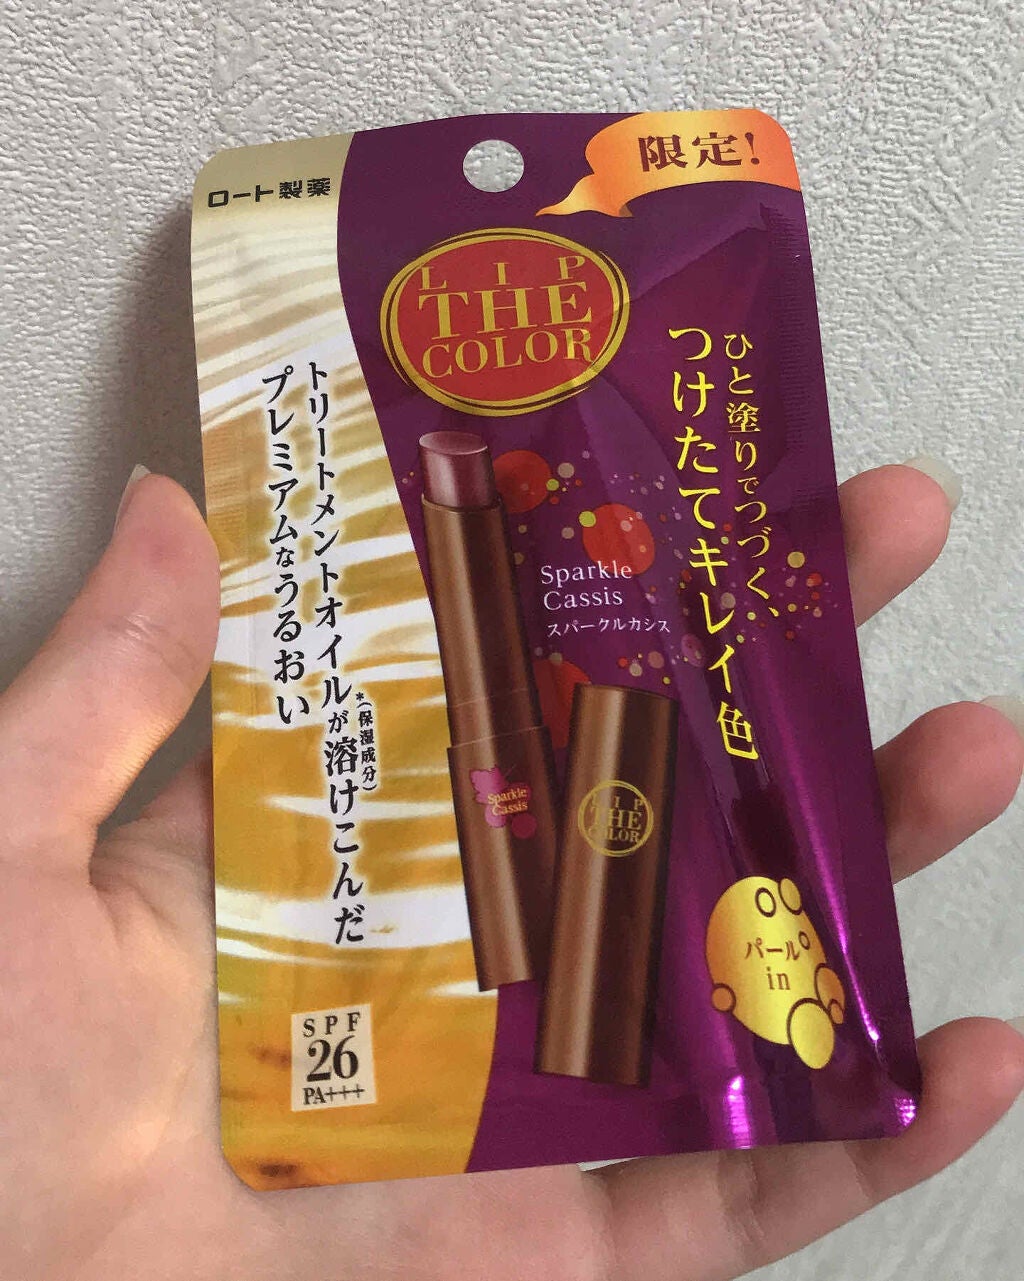 ロート製薬
限定!
LIP
THE
COLOR
ひと塗りでつづく、
つけたてキレイ色
トリートメントオイルが溶けこんだ
*(保湿成分)
プレミアムなうるおい
Sparkle
Cassis
スパークルカシス
Sparkle
Cassis
LIP
THE
COLOR
パール
in
SPF
26
PA+++